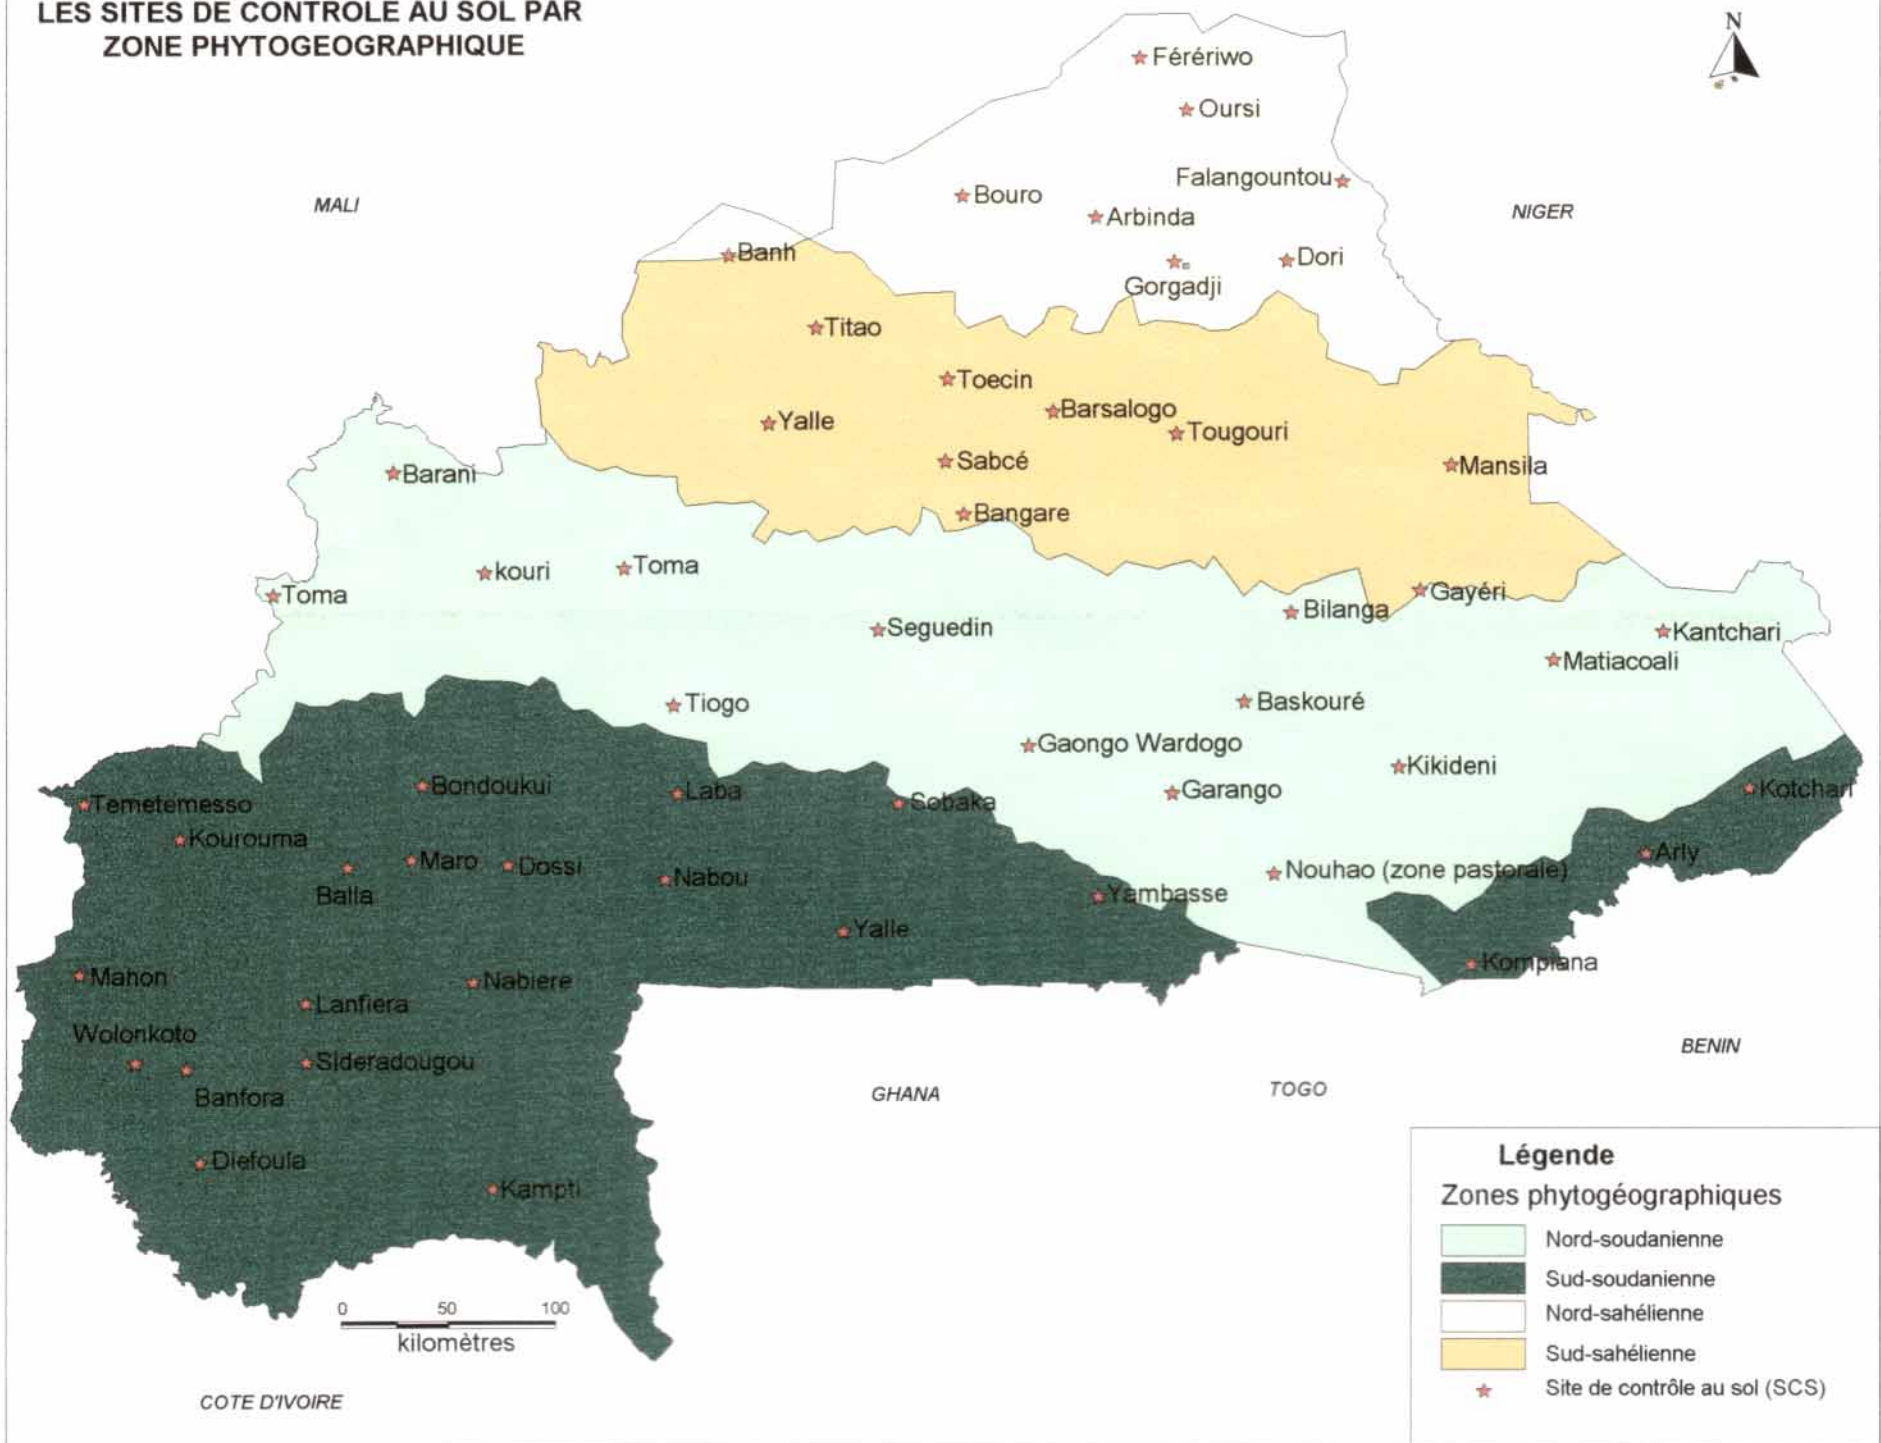 LES SITES DE CONTROLE AU SOL PAR
ZONE PHYTOGEOGRAPHIQUE
N
Férériwo
Oursi
Falangountou
MALI
Bouro
Arbinda
NIGER
Banh
Dori
Gorgadji
Titao
Toecin
Barsalogo
Yalle
Tougouri
Sabcé
Mansila
Barani
Bangare
kouri
Toma
Toma
Gayéri
Bilanga
Seguedin
Kantchari
Matiacoali
Tiogo
Baskouré
Gaongo Wardogo
Kikideni
Bondoukui
Laba
Garango
Kotchari
Temetemesso
Sobaka
Kourouma
Maro
Dossi
Arly
Balla
Nabou
Nouhao (zone pastorale)
Yambasse
Yalle
Kompiana
Mahon
Nabiere
Lanfiera
Wolonkoto
Sideradougou
BENIN
Banfora
GHANA
TOGO
Diefoula
Kampti
Légende
Zones phytogéographiques
Nord-soudanienne
Sud-soudanienne
Nord-sahélienne
Sud-sahélienne
Site de contrôle au sol (SCS)
0 50 100
kilomètres
COTE D'IVOIRE